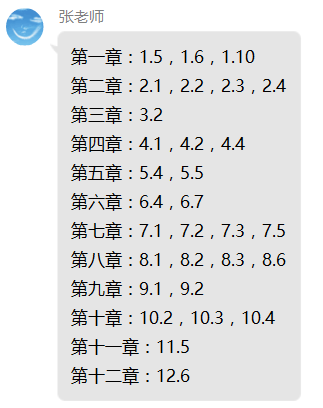 张老师
第一章：1.5，1.6，1.10
第二章：2.1，2.2，2.3，2.4
第三章：3.2
第四章：4.1，4.2，4.4
第五章：5.4，5.5
第六章：6.4，6.7
第七章：7.1，7.2，7.3，7.5
第八章：8.1，8.2，8.3，8.6
第九章：9.1，9.2
第十章：10.2，10.3，10.4
第十一章：11.5
第十二章：12.6